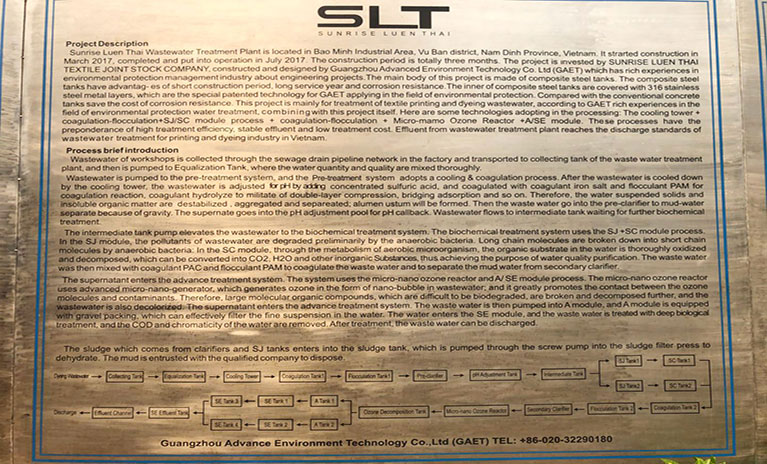 SLT
SUNRISE LUEN THAI
Project Description
Sunrise Luen Thai Wastewater Treatment Plant is located in Bao Minh Industrial Area, Vu Ban district, Nam Dinh Province, Vietnam. It strarted construction in
March 2017, completed and put into operation in July 2017. The construction period is totally three months. The project is invested by SUNRISE LUEN THAI
TEXTILE JOINT STOCK COMPANY, constructed and designed by Guangzhou Advanced Environment Technology Co. Ltd (GAET) which has rich experiences in
environmental protection management industry about engineering projects. The main body of this project is made of composite steel tanks. The composite steel
tanks have advantag- es of short construction period, long service year and corrosion resistance. The inner of composite steel tanks are covered with 316 stainless
steel metal layers, which are the special patented technology for GAET applying in the field of environmental protection. Compared with the conventional concrete
tanks save the cost of corrosion resistance. This project is mainly for treatment of textile printing and dyeing wastewater, according to GAET rich experiences in the
field of environmental protection water treatment, combining with this project itself. Here are some technologies adopting in the processing: The cooling tower +
coagulation-flocculation+SJ/SC module process + coagulation-flocculation + Micro-mamo Ozone Reactor +A/SE module. These processes have the
preponderance of high treatment efficiency, stable effluent and low treatment cost. Effluent from wastewater treatment plant reaches the discharge standards of
wastewater treatment for printing and dyeing industry in Vietnam.
Process brief introduction
Wastewater of workshops is collected through the sewage drain pipeline network in the factory and transported to collecting tank of the waste water treatment
plant, and then is pumped to Equalization Tank, where the water quantity and quality are mixed thoroughly.
Wastewater is pumped to the pre-treatment system, and the Pre-treatment system adropts a cooling & coagulation process. After the wastewater is cooled down
by the cooling tower, the wastewater is adjusted for pH by adding concentrated sulfuric acid, and coagulated with coagulant iron salt and flocculant PAM for
coagulation reaction, coagulant hydrolyze to militate of double-layer compression, bridging adsorption and so on. Therefore, the water suspended solids and
insoluble organic matter are destabilized , aggregated and separated; alumen ustum will be formed. Then the waste water go into the pre-clarifier to mud-water
separate because of gravity. The supernate goes into the pH adjustment pool for pH callback. Wastewater flows to intermediate tank waiting for further biochemical
treatment.
The intermediate tank pump elevates the wastewater to the biochemical treatment system. The biochemical treatment system uses the SJ +SC module process.
In the SJ module, the pollutants of wastewater are degraded preliminarily by the anaerobic bacteria. Long chain molecules are broken down into short chain
molecules by anaerobic bacteria. In the SC module, through the metabolism of aerobic microorganism, the organic substrate in the water is thoroughly oxidized
and decomposed, which can be converted into CO2, H2O and other inorganic Substances, thus achieving the purpose of water quality purification. The waste water
was then mixed with coagulant PAC and flocculant PAM to coagulate the waste water and to separate the mud water from secondary clarifier.
The supernatant enters the advance treatment system. The system uses the micro-nano ozone reactor and A/ SE module process. The micro-nano ozone reactor
uses advanced micro-nano-generator, which generates ozone in the form of nano-bubble in wastewater; and it greatly promotes the contact between the ozone
molecules and contaminants. Therefore, large molecular organic compounds, which are difficult to be biodegraded, are broken and decomposed further, and the
wastewater is also decolorized. The supernatant enters the advance treatment system. The waste water is then pumped into A module, and A module is equipped
with gravel packing, which can effectively filter the fine suspension in the water. The water enters the SE module, and the waste water is treated with deep biological
treatment, and the COD and chromaticity of the water are removed. After treatment, the waste water can be discharged.
The sludge which comes from clarifiers and SJ tanks enters into the sludge tank, which is pumped through the screw pump into the sludge filter press to
dehydrate. The mud is entrusted with the qualified company to dispose.
SJ Tank1 SC Tank1
Dyeing Wastewater Collecting Tank Equalization Tank Cooling Tower Coagulation Tank1 Flocculation Tank1 Pre-clarifier pH Adjustment Tank Intermediate Tank
SJ Tank2 SC Tank2
SE Tank 3 SE Tank 1 A Tank 1
Discharge Effluent Channel SE Effluent Tank Ozone Decomposition Tank Micro-nano Ozone Reactor Secondary Clarifier Flocculation Tank 2 Coagulation Tank 2
SE Tank 4 SE Tank 2 A Tank 2
Guangzhou Advance Environment Technology Co.,Ltd (GAET) TEL: +86-020-32290180